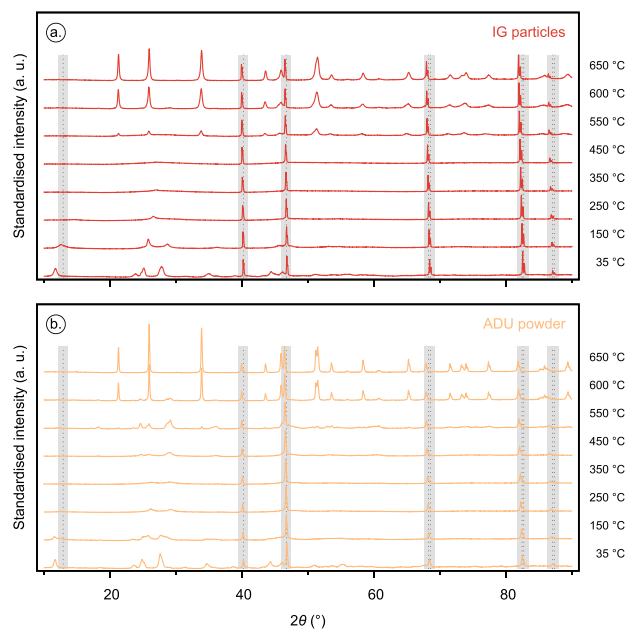 a.
IG particles
Standardised intensity (a. u.)
650 °C
600 °C
550 °C
450 °C
350 °C
250 °C
150 °C
35 °C
b.
ADU powder
Standardised intensity (a. u.)
650 °C
600 °C
550 °C
450 °C
350 °C
250 °C
150 °C
35 °C
20 40 60 80
2θ (°)